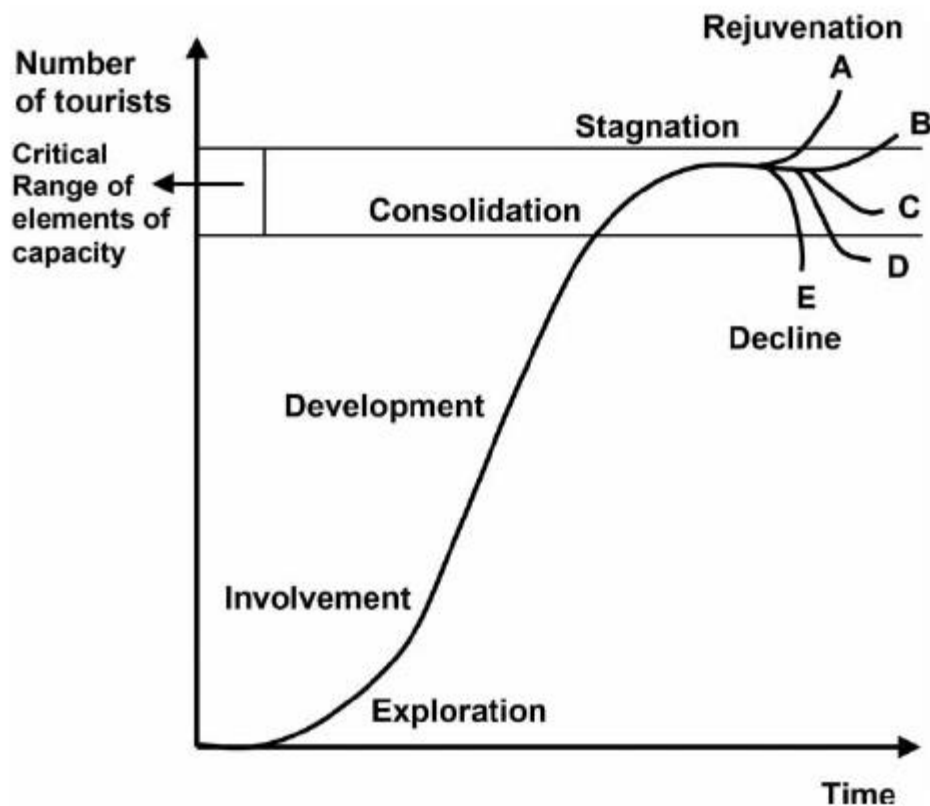 Rejuvenation
A
Number
of tourists
B
Stagnation
Critical
Range of
elements of
capacity
Consolidation
C
D
E
Decline
Development
Involvement
Exploration
Time